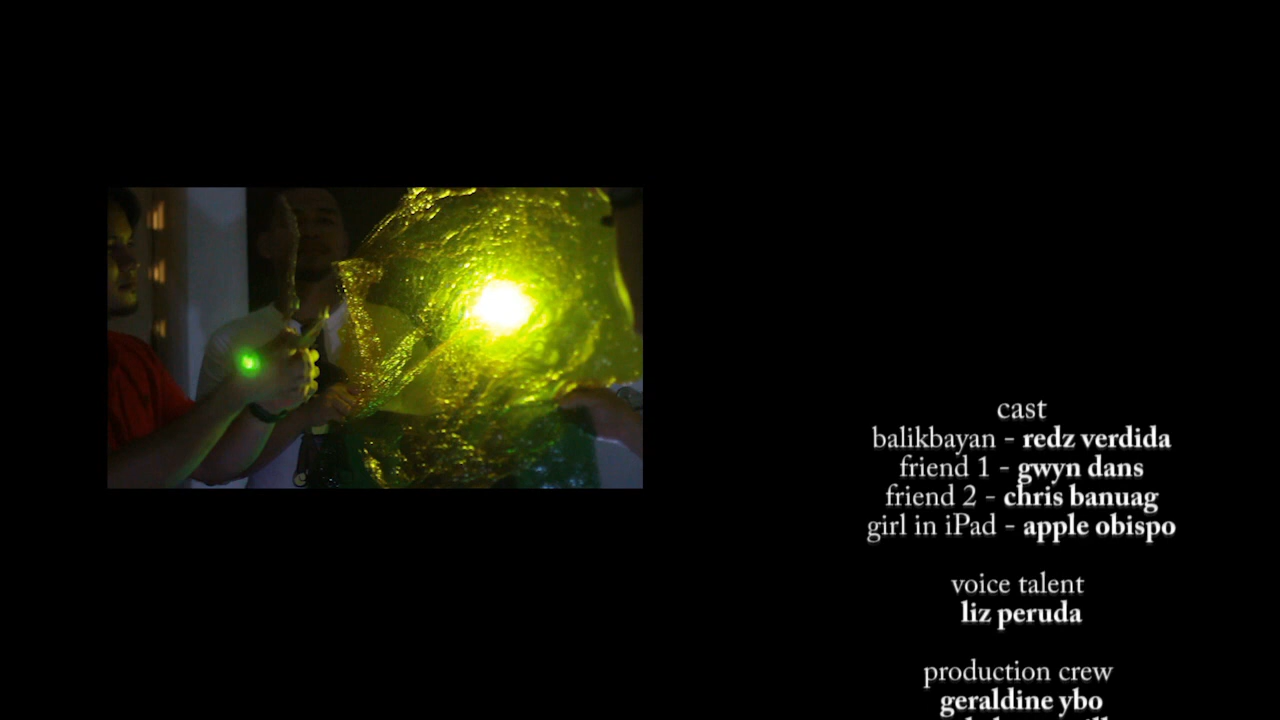 cast
balikbayan - redz verdida
friend 1 - gwyn dans
friend 2 - chris banuag
girl in iPad - apple obispo
voice talent
liz peruda
production crew
geraldine ybo